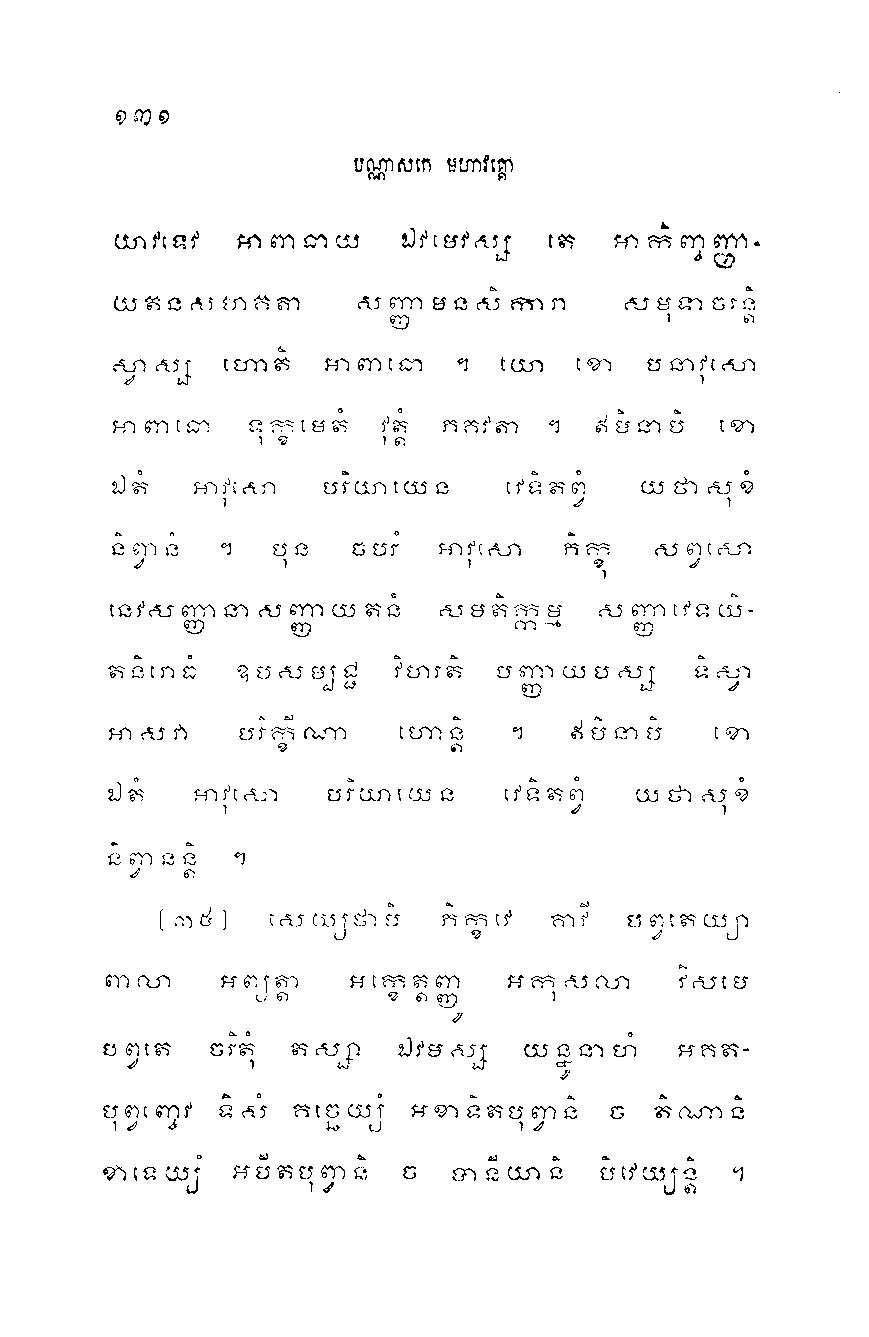 ១៣១
បណ្ណាសកេ មហាវគ្គោ
យាវទេវ អាពាធាយ ឯវមេវស្ស តេ អាកិញ្ចញ្ញា-
យតនសហគតា សញ្ញាមនសិការា សមុទាចរន្តិ
ស្វាស្ស ហោតិ អាពាធោ ។ យោ ខោ បនាវុសោ
អាពាធោ ទុក្ខមេតំ វុត្តំ ភគវតា ។ ឥមិនាបិ ខោ
ឯតំ អាវុសោ បរិយាយេន វេទិតព្វំ យថាសុខំ
និព្វានំ ។ បុន ចបរំ អាវុសោ ភិក្ខុ សព្វសោ
នេវសញ្ញានាសញ្ញាយតនំ សមតិក្កម្ម សញ្ញាវេទយិ-
តនិរោធំ ឧបសម្បជ្ជ វិហរតិ បញ្ញាយបស្ស ទិស្វា
អាសវា បរិក្ខីណា ហោន្តិ ។ ឥមិនាបិ ខោ
ឯតំ អាវុសោ បរិយាយេន វេទិតព្វំ យថាសុខំ
និព្វានន្តិ ។
[៣៥] សេយ្យថាបិ ភិក្ខវេ គាវី បព្វតេយ្យា
ពាលា អព្យត្តា អក្ខេត្តញ្ញូ អកុសលា វិសមេ
បព្វតេ ចរិតុំ តស្សា ឯវមស្ស យន្នូនាហំ អគត-
បុព្វញ្ចេវ ទិសំ គច្ឆេយ្យំ អខាទិតបុព្វានិ ច តិណានិ
ខាទេយ្យំ អបីតបុព្វានិ ច បានីយានិ បិវេយ្យន្តិ ។